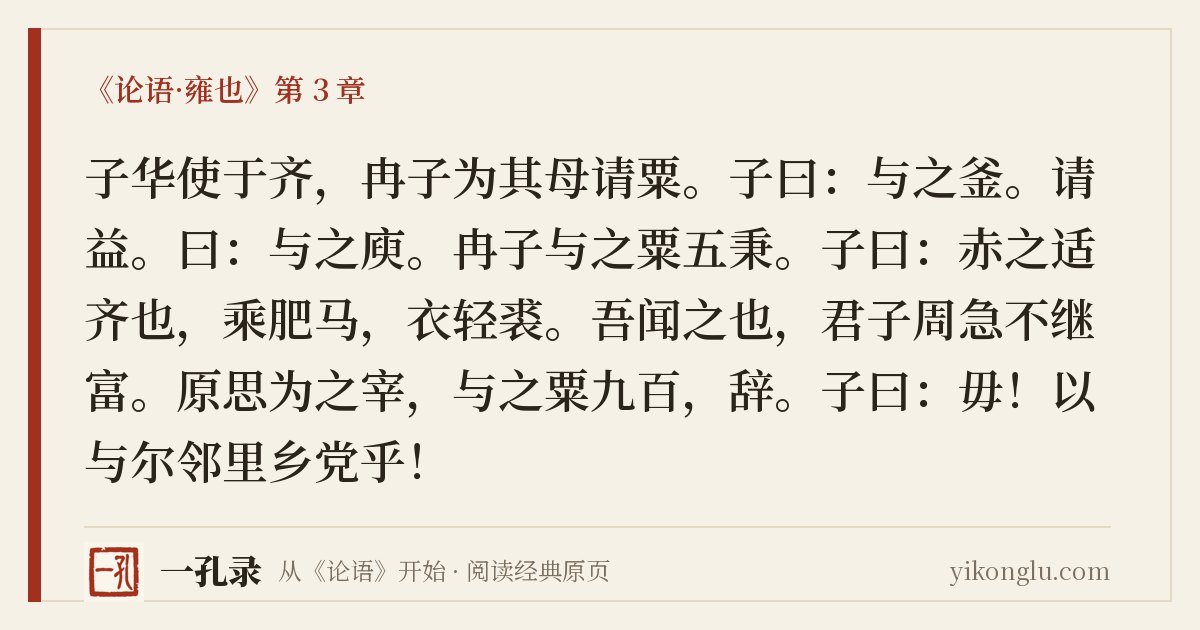 《论语·雍也》第 3 章
子华使于齐，冉子为其母请粟。子曰：与之釜。请
益。曰：与之庾。冉子与之粟五秉。子曰：赤之适
齐也，乘肥马，衣轻裘。吾闻之也，君子周急不继
富。原思为之宰，与之粟九百，辞。子曰：毋！以
与尔邻里乡党乎！
一孔
一孔录 从《论语》开始 · 阅读经典原页 yikonglu.com